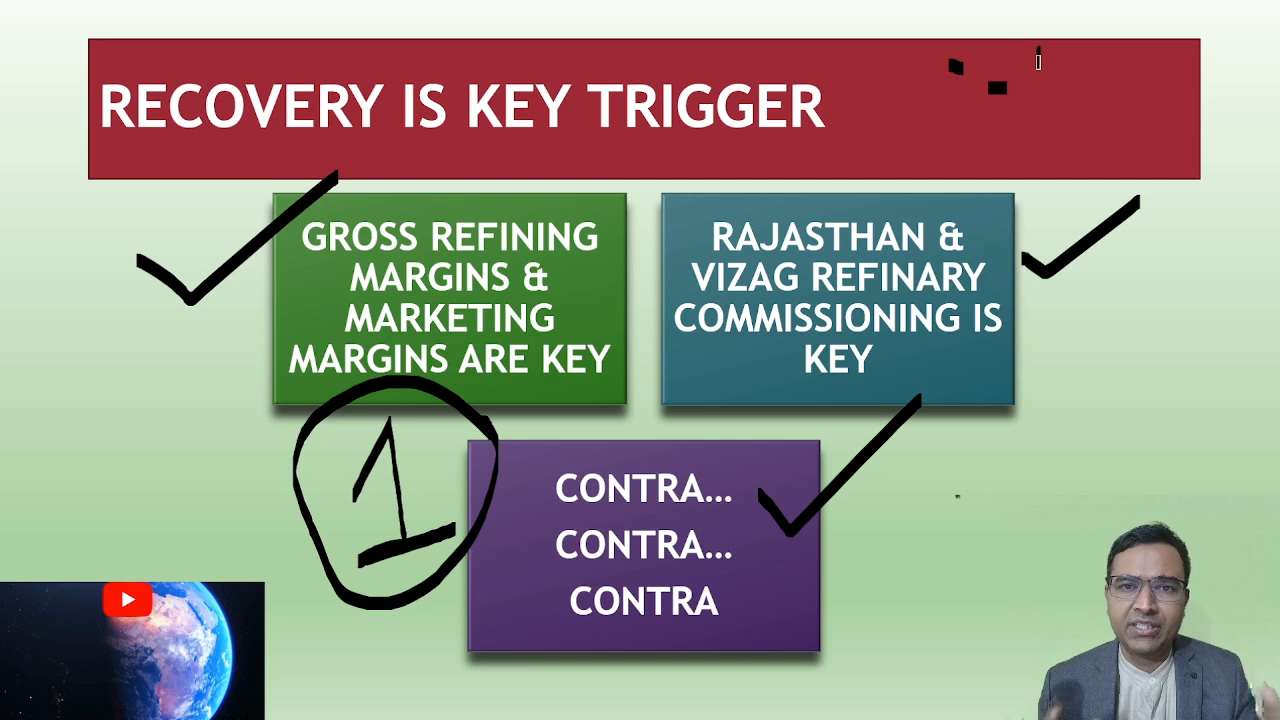 RECOVERY IS KEY TRIGGER
GROSS REFINING
MARGINS &
MARKETING
MARGINS ARE KEY
RAJASTHAN &
VIZAG REFINARY
COMMISSIONING IS
KEY
1
CONTRA...
CONTRA...
CONTRA